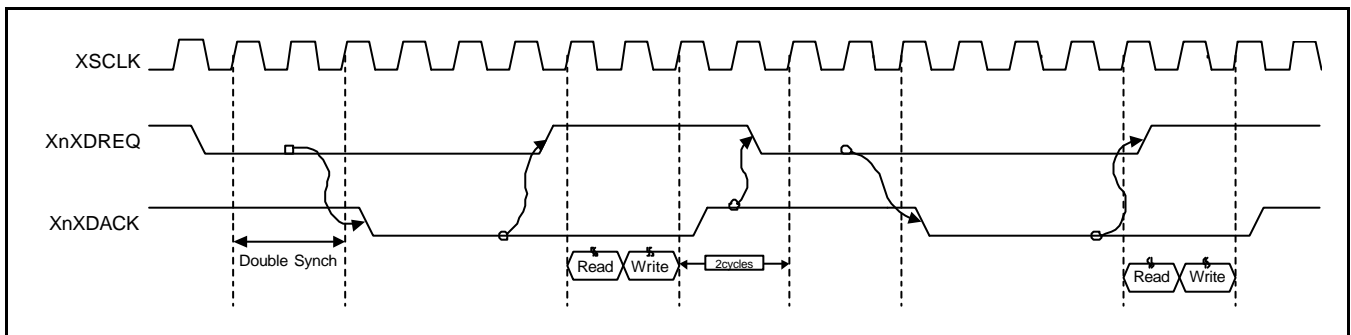 XSCLK
XnXDREQ
XnXDACK
Double Synch
Read Write
2cycles
Read Write